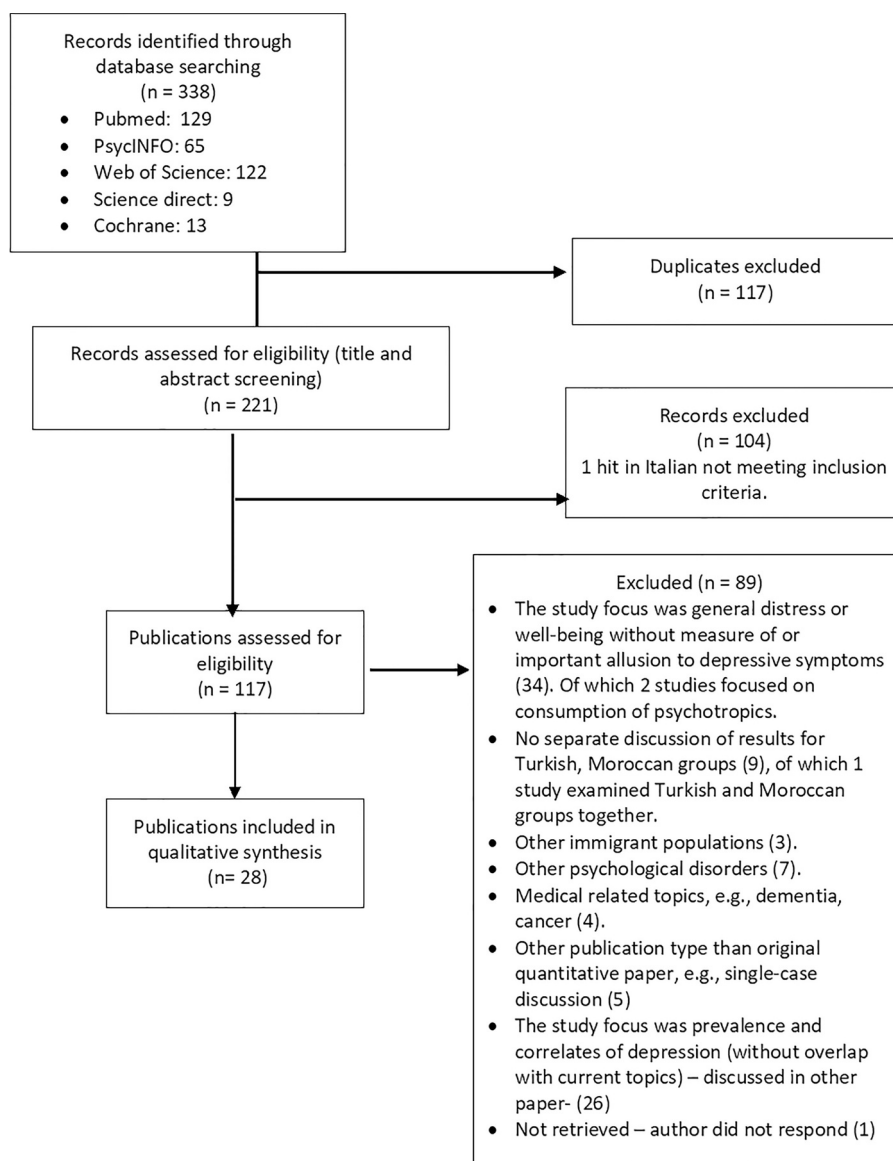 Records identified through
database searching
(n = 338)
• Pubmed: 129
• PsycINFO: 65
• Web of Science: 122
• Science direct: 9
• Cochrane: 13
Duplicates excluded
(n = 117)
Records assessed for eligibility (title and
abstract screening)
(n = 221)
Records excluded
(n = 104)
1 hit in Italian not meeting inclusion
criteria.
Publications assessed for
eligibility
(n = 117)
Excluded (n = 89)
• The study focus was general distress or
well-being without measure of or
important allusion to depressive symptoms
(34). Of which 2 studies focused on
consumption of psychotropics.
• No separate discussion of results for
Turkish, Moroccan groups (9), of which 1
study examined Turkish and Moroccan
groups together.
• Other immigrant populations (3).
• Other psychological disorders (7).
• Medical related topics, e.g., dementia,
cancer (4).
• Other publication type than original
quantitative paper, e.g., single-case
discussion (5)
• The study focus was prevalence and
correlates of depression (without overlap
with current topics) – discussed in other
paper- (26)
• Not retrieved – author did not respond (1)
Publications included in
qualitative synthesis
(n= 28)